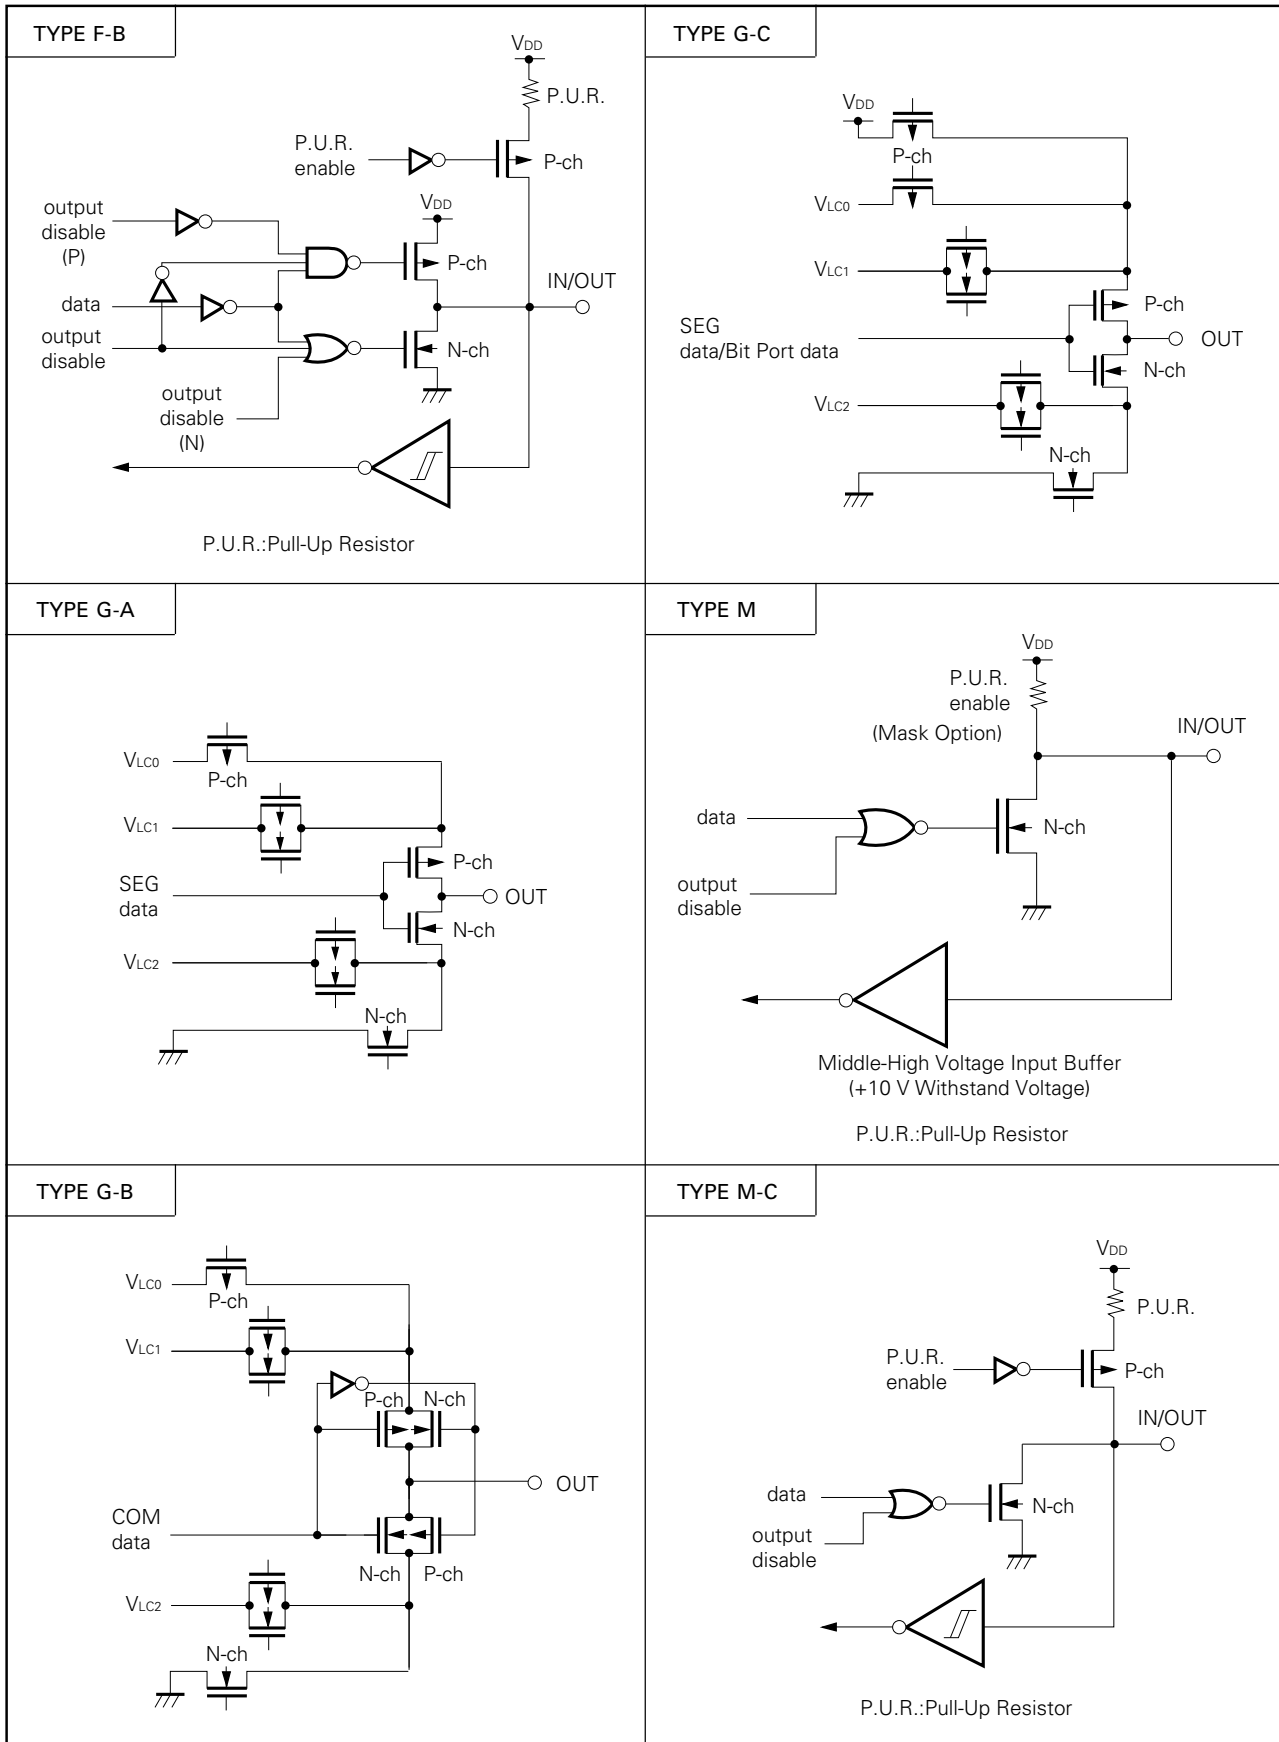 TYPE F-B
VDD
P.U.R.
P.U.R.
enable
P-ch
output
disable
(P)
VDD
P-ch
IN/OUT
data
output
disable
N-ch
output
disable
(N)
P.U.R.:Pull-Up Resistor
TYPE G-C
VDD
P-ch
VLC0
VLC1
P-ch
SEG
data/Bit Port data
OUT
N-ch
VLC2
N-ch
TYPE G-A
VLC0
P-ch
VLC1
P-ch
SEG
data
OUT
N-ch
VLC2
N-ch
TYPE M
VDD
P.U.R.
enable
(Mask Option)
IN/OUT
data
N-ch
output
disable
Middle-High Voltage Input Buffer
(+10 V Withstand Voltage)
P.U.R.:Pull-Up Resistor
TYPE G-B
VLC0
P-ch
VLC1
P-ch N-ch
OUT
COM
data
N-ch P-ch
VLC2
N-ch
TYPE M-C
VDD
P.U.R.
P.U.R.
enable
P-ch
IN/OUT
data
N-ch
output
disable
P.U.R.:Pull-Up Resistor